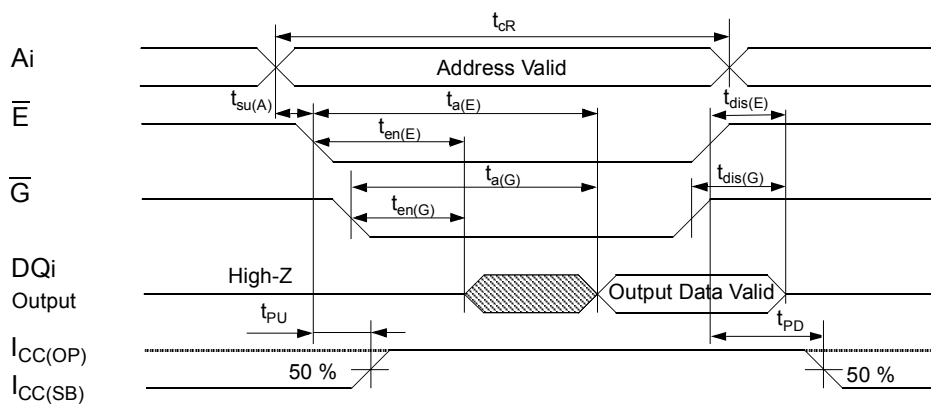 tcR
Ai
Address Valid
tsu(A)
ta(E)
tdis(E)
E̅
ten(E)
ta(G)
tdis(G)
G̅
ten(G)
DQi
High-Z
Output
Output Data Valid
tPU
tPD
ICC(OP)
50 %
50 %
ICC(SB)